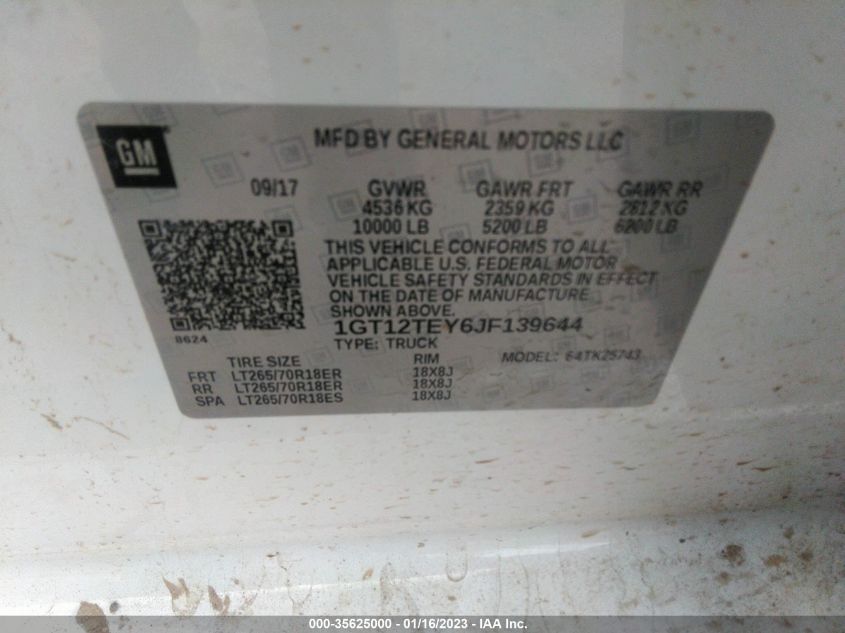 GM
MFD BY GENERAL MOTORS LLC
09/17 GVWR GAWR FRT GAWR RR
4536 KG 2359 KG 2812 KG
10000 LB 5200 LB 6200 LB
THIS VEHICLE CONFORMS TO ALL
APPLICABLE U.S. FEDERAL MOTOR
VEHICLE SAFETY STANDARDS IN EFFECT
ON THE DATE OF MANUFACTURE
SHOWN ABOVE.
1GT12TEY6JF139644
8624
TYPE: TRUCK MODEL: 64TK25743
TIRE SIZE RIM
FRT LT265/70R18ER 18X8J
RR LT265/70R18ER 18X8J
SPA LT265/70R18ES 18X8J
000-35625000 - 01/16/2023 - IAA Inc.